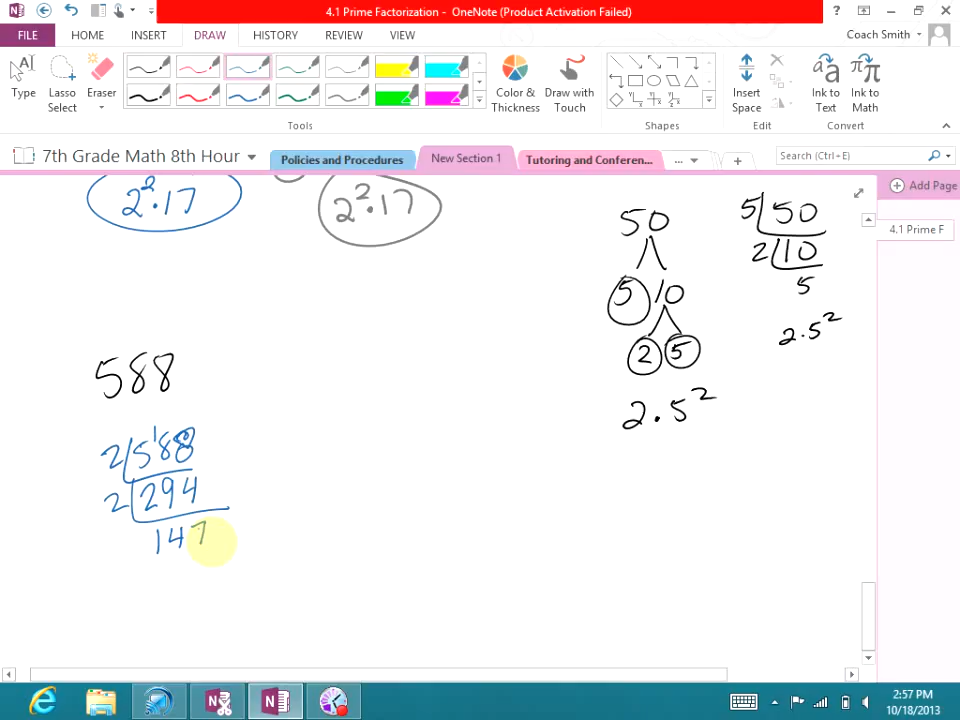 4.1 Prime Factorization - OneNote (Product Activation Failed)
?
FILE HOME INSERT DRAW HISTORY REVIEW VIEW
Coach Smith
Type
Lasso Select
Eraser
Color & Thickness
Draw with Touch
Insert Space
Ink to Text
Ink to Math
Tools
Shapes
Edit
Convert
7th Grade Math 8th Hour
Policies and Procedures
New Section 1
Tutoring and Conferen...
...
Search (Ctrl+E)
Add Page
4.1 Prime F
2²·17
2²·17
50
5 10
2 5
2·5²
5 50
2 10
5
2·5²
588
2 5¹88
2 294
147
2:57 PM
10/18/2013